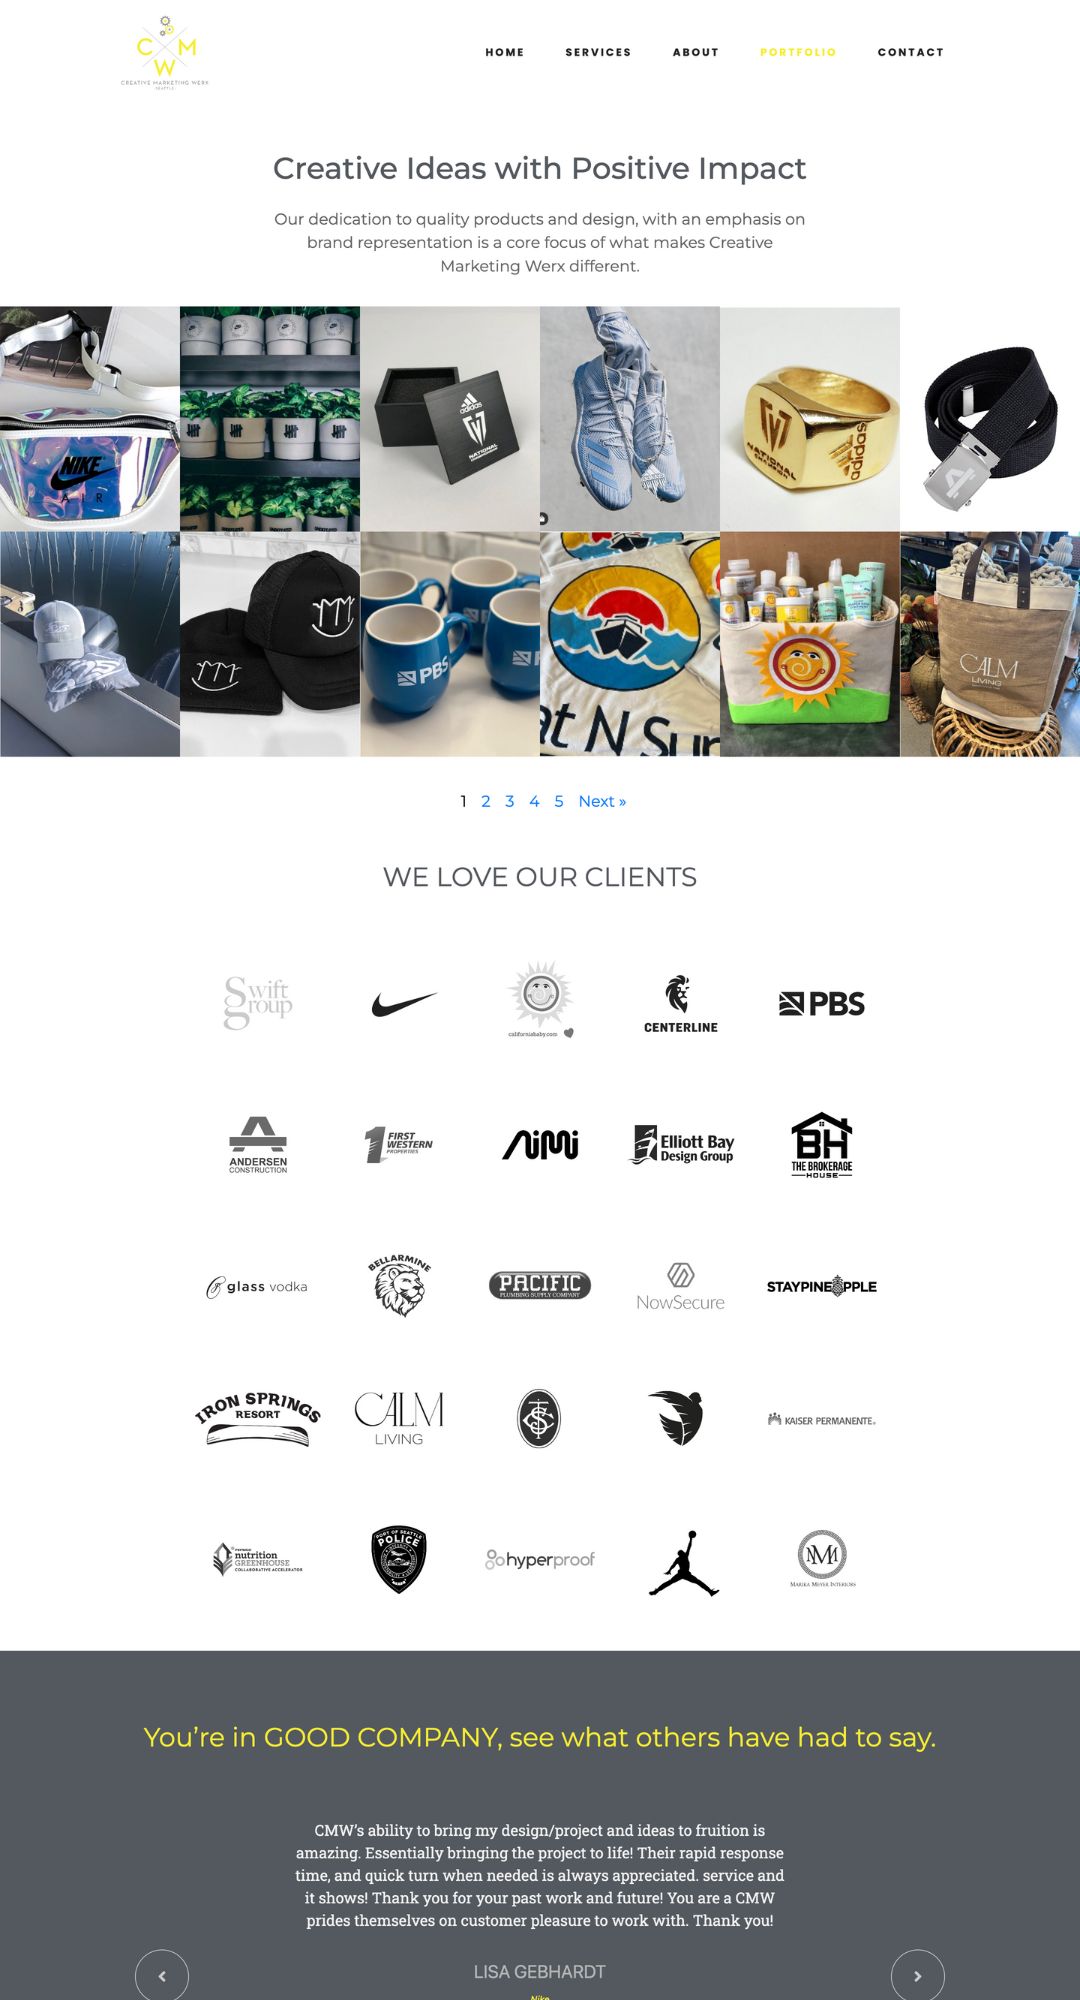 C M
W
CREATIVE MARKETING WERX
SEATTLE
HOME SERVICES ABOUT PORTFOLIO CONTACT
Creative Ideas with Positive Impact
Our dedication to quality products and design, with an emphasis on
brand representation is a core focus of what makes Creative
Marketing Werx different.
NIKE
AIR
adidas
NATIONAL
NATIONAL
adidas
PBS
at N Sur
CALM
LIVING
1 2 3 4 5 Next »
WE LOVE OUR CLIENTS
Swift
group
californiababy.com
CENTERLINE
PBS
ANDERSEN
CONSTRUCTION
1 FIRST
WESTERN
PROPERTIES
AiMi
Elliott Bay
Design Group
BH
THE BROKERAGE
HOUSE
glass vodka
BELLARMINE
PACIFIC
PLUMBING SUPPLY COMPANY
NowSecure
STAYPINEAPPLE
IRON SPRINGS
RESORT
CALM
LIVING
KAISER PERMANENTE®
PEPSICO
nutrition
GREENHOUSE
COLLABORATIVE ACCELERATOR
PORT OF SEATTLE
POLICE
hyperproof
MM
MARIKA MEYER INTERIORS
You're in GOOD COMPANY, see what others have had to say.
CMW's ability to bring my design/project and ideas to fruition is
amazing. Essentially bringing the project to life! Their rapid response
time, and quick turn when needed is always appreciated. service and
it shows! Thank you for your past work and future! You are a CMW
prides themselves on customer pleasure to work with. Thank you!
LISA GEBHARDT
Nike